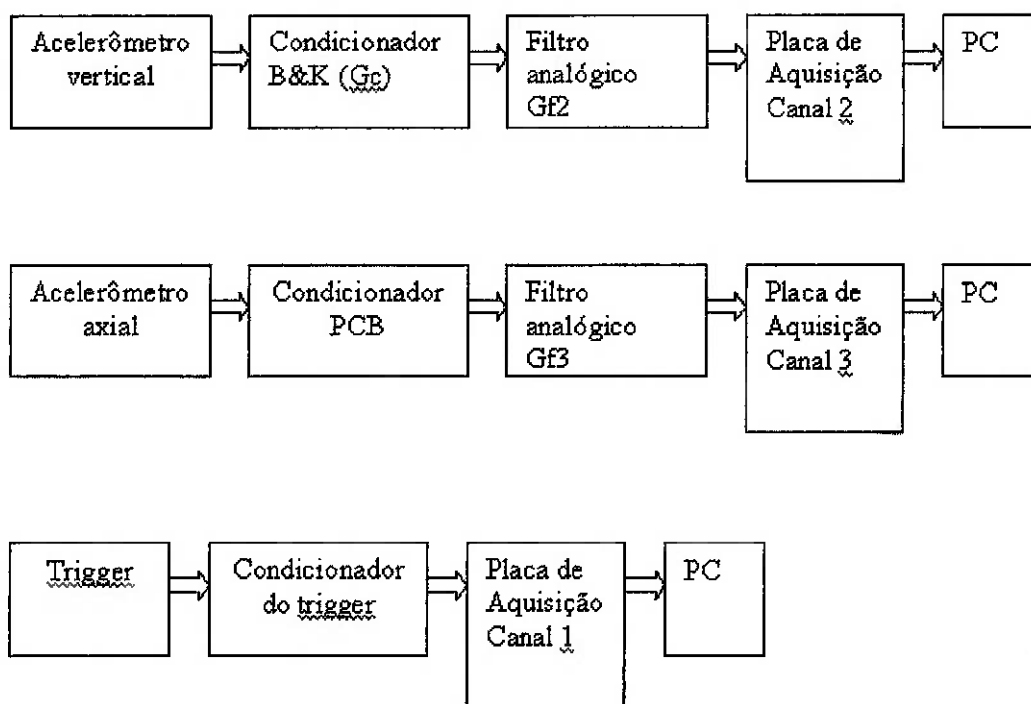 Acelerômetro
vertical
Condicionador
B&K (Gc)
Filtro
analógico
Gf2
Placa de
Aquisição
Canal 2
PC
Acelerômetro
axial
Condicionador
PCB
Filtro
analógico
Gf3
Placa de
Aquisição
Canal 3
PC
Trigger
Condicionador
do trigger
Placa de
Aquisição
Canal 1
PC